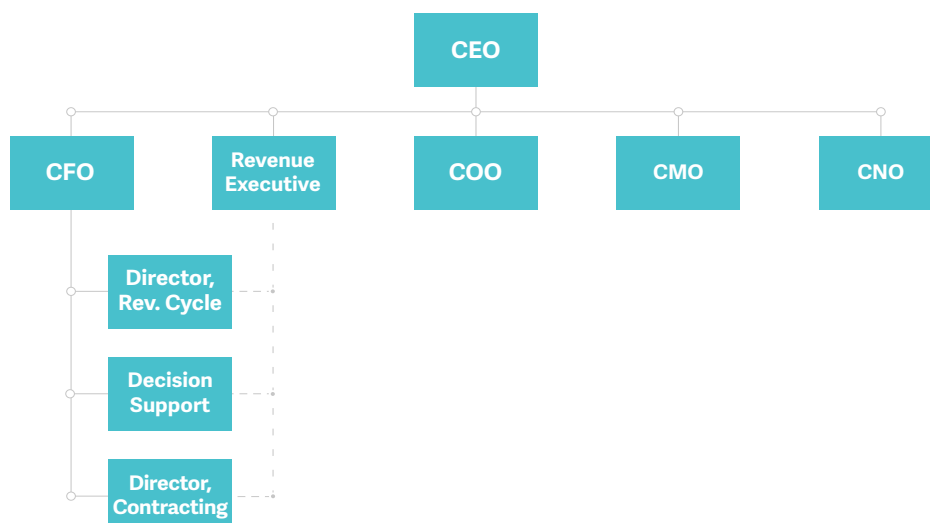 CEO
CFO
Revenue
Executive
COO
CMO
CNO
Director,
Rev. Cycle
Decision
Support
Director,
Contracting